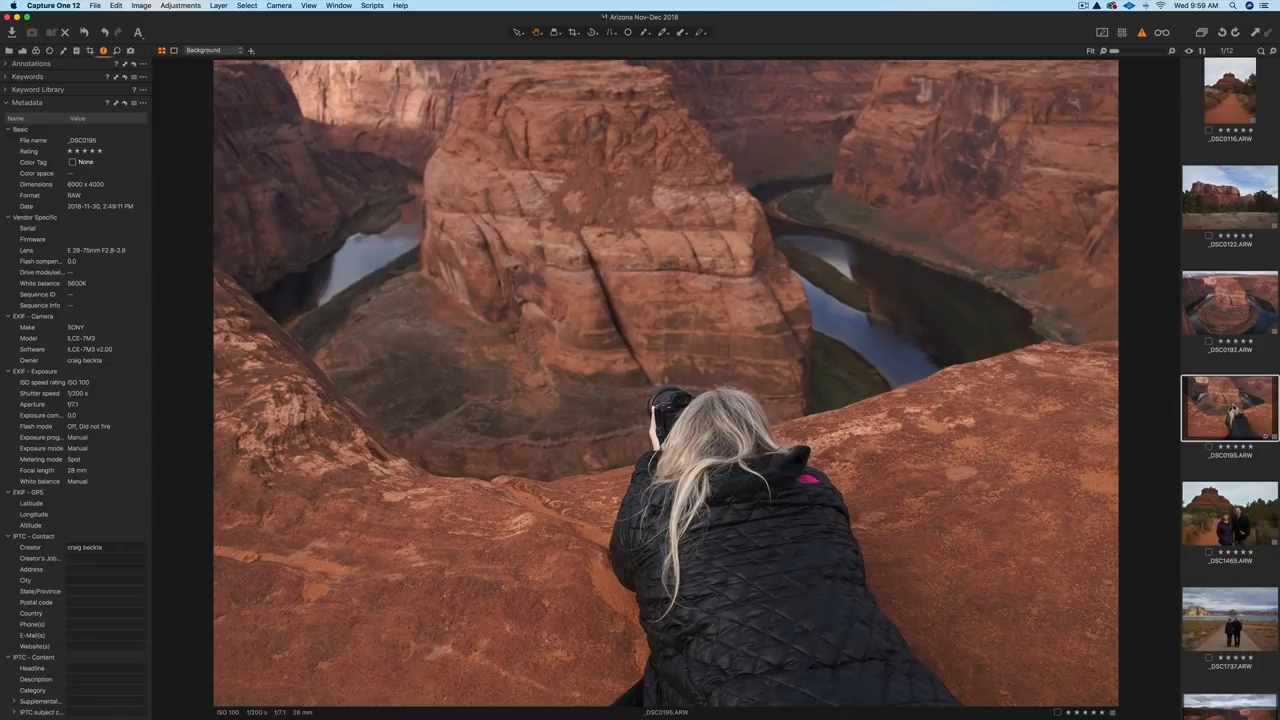 Capture One 12 File Edit Image Adjustments Layer Select Camera View Window Scripts Help Wed 9:59 AM
Arizona Nov-Dec 2018
Background Fit 1/12
Annotations
Keywords
Keyword Library
Metadata
Name Value
Basic
File name _DSC0195
Rating
Color Tag None
Color space --
Dimensions 6000 x 4000
Format RAW
Date 2018-11-30, 2:49:11 PM
Vendor Specific
Serial
Firmware
Lens E 28-75mm F2.8-2.8
Flash compen... 0.0
Drive mode/sel... --
White balance 5600K
Sequence ID --
Sequence Info --
EXIF - Camera
Make SONY
Model ILCE-7M3
Software ILCE-7M3 v2.00
Owner craig beckta
EXIF - Exposure
ISO speed rating ISO 100
Shutter speed 1/200 s
Aperture f/7.1
Exposure com... 0.0
Flash mode Off, Did not fire
Exposure prog... Manual
Exposure mode Manual
Metering mode Spot
Focal length 28 mm
White balance Manual
EXIF - GPS
Latitude
Longitude
Altitude
IPTC - Contact
Creator craig beckta
Creator's Job...
Address
City
State/Province
Postal code
Country
Phone(s)
E-Mail(s)
Website(s)
IPTC - Content
Headline
Description
Category
Supplemental...
IPTC subject c...
ISO 100 1/200 s f/7.1 28 mm
_DSC0195.ARW
_DSC0116.ARW
_DSC0122.ARW
_DSC0192.ARW
_DSC0195.ARW
_DSC1465.ARW
_DSC1737.ARW